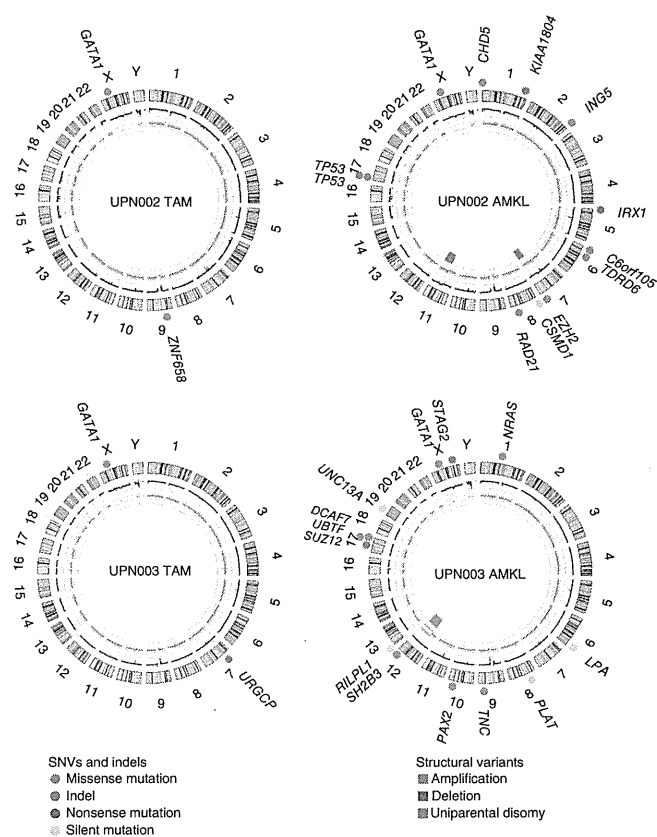 UPN002 TAM
GATA1
ZNF658
X Y 1 2 3 4 5 6 7 8 9 10 11 12 13 14 15 16 17 18 19 20 21 22
UPN002 AMKL
GATA1
CHD5
KIAA1804
ING5
IRX1
C6orf105
TDRD6
EZH2
CSMD1
RAD21
TP53
TP53
X Y 1 2 3 4 5 6 7 8 9 10 11 12 13 14 15 16 17 18 19 20 21 22
UPN003 TAM
GATA1
URGCP
X Y 1 2 3 4 5 6 7 8 9 10 11 12 13 14 15 16 17 18 19 20 21 22
UPN003 AMKL
GATA1
STAG2
NRAS
LPA
PLAT
TNC
PAX2
RILPL1
SH2B3
DCAF7
UBTF
SUZ12
UNC13A
X Y 1 2 3 4 5 6 7 8 9 10 11 12 13 14 15 16 17 18 19 20 21 22
SNVs and indels
Missense mutation
Indel
Nonsense mutation
Silent mutation
Structural variants
Amplification
Deletion
Uniparental disomy